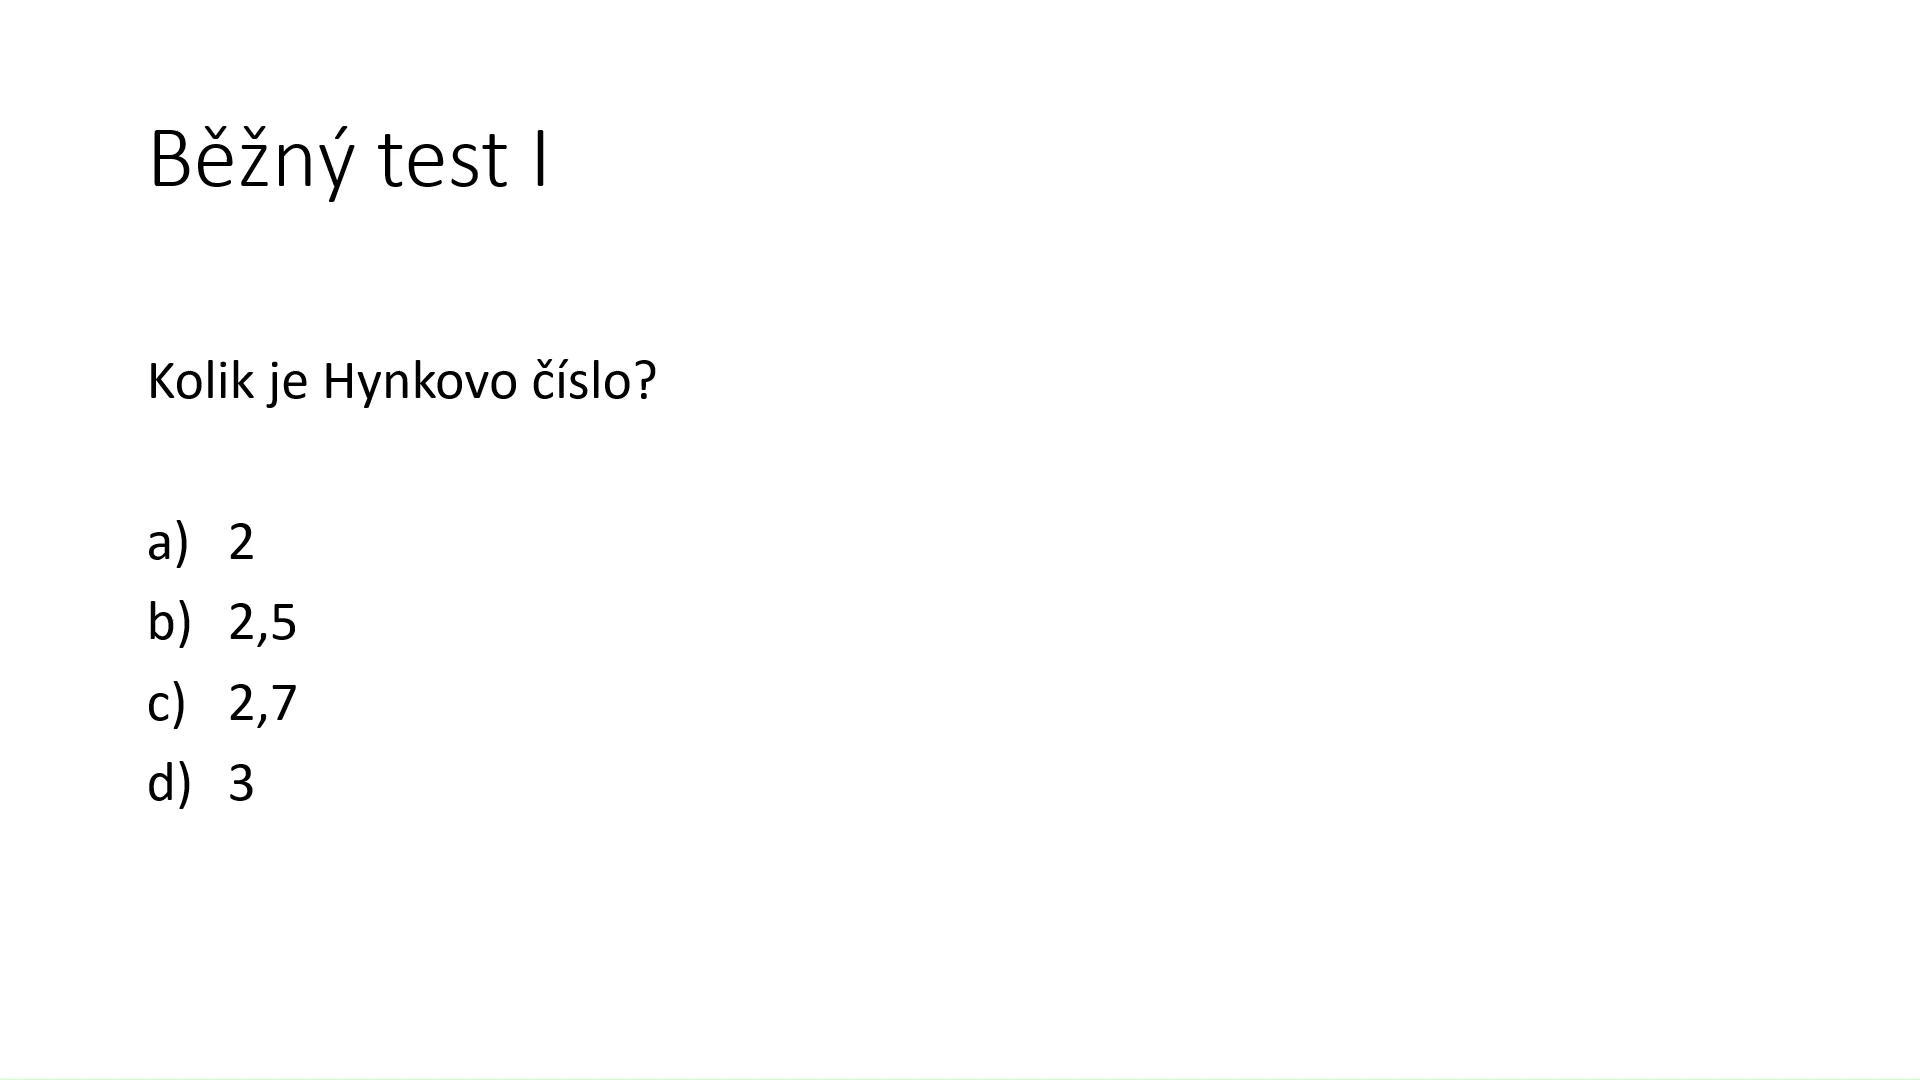 Běžný test I
Kolik je Hynkovo číslo?
a) 2
b) 2,5
c) 2,7
d) 3